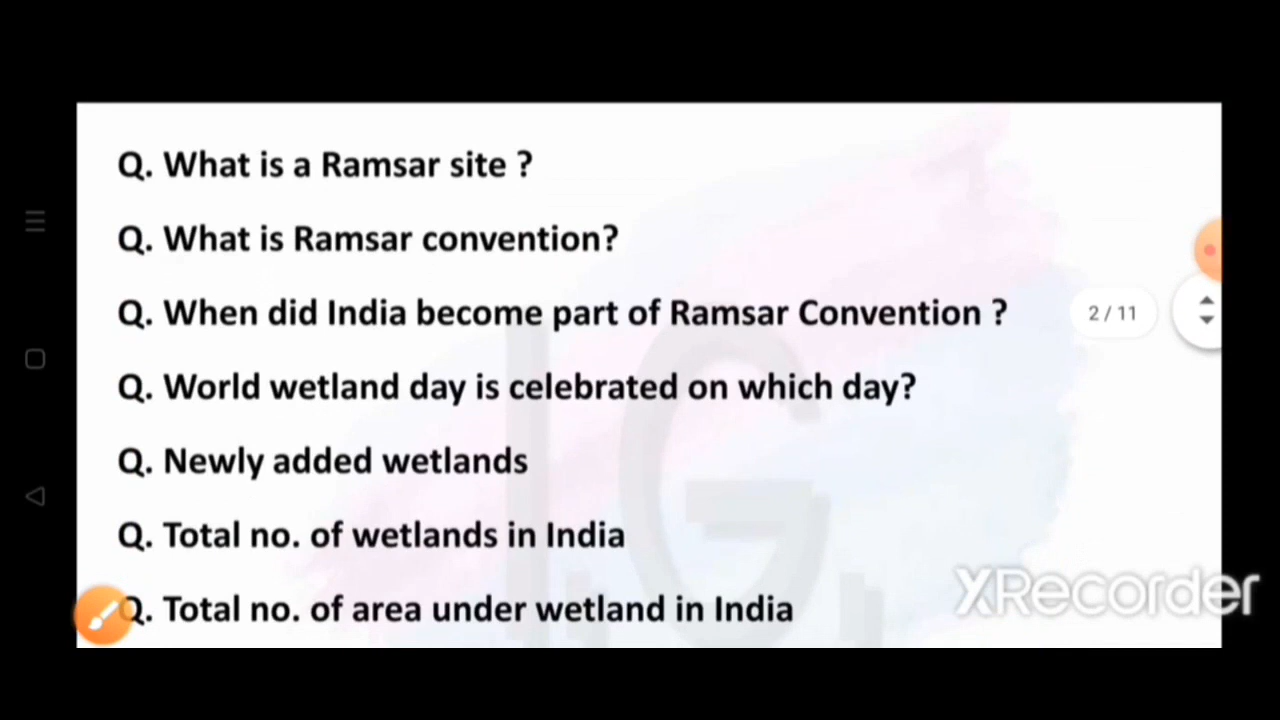 Q. What is a Ramsar site ?
Q. What is Ramsar convention?
Q. When did India become part of Ramsar Convention ?
2 / 11
Q. World wetland day is celebrated on which day?
Q. Newly added wetlands
Q. Total no. of wetlands in India
XRecorder
Q. Total no. of area under wetland in India
I.G.